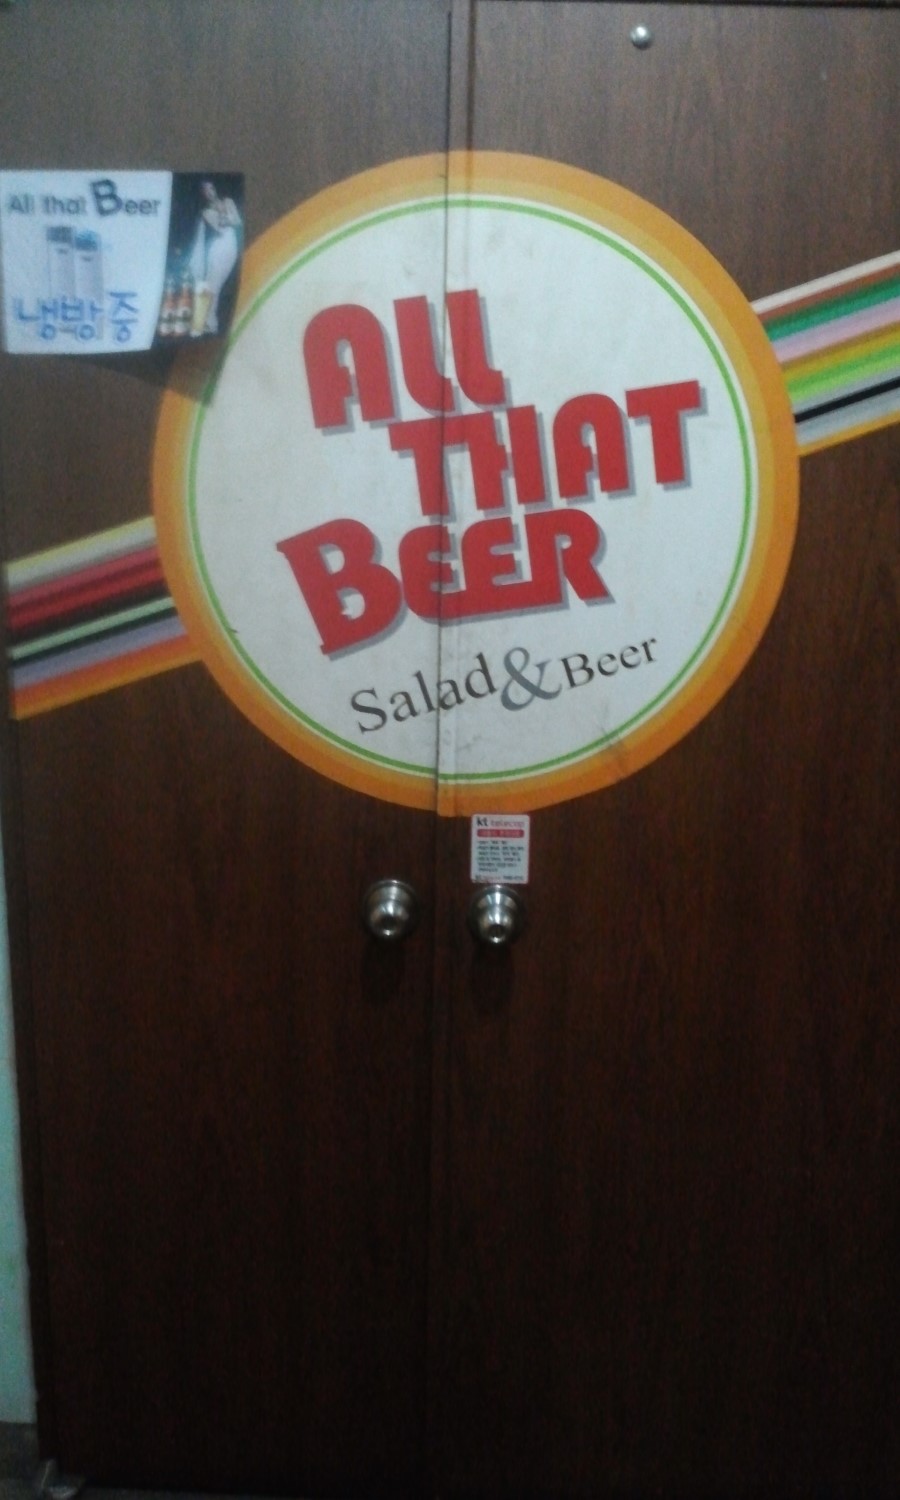 All that Beer
냉방중
ALL
THAT
BEER
Salad & Beer
kt telecop